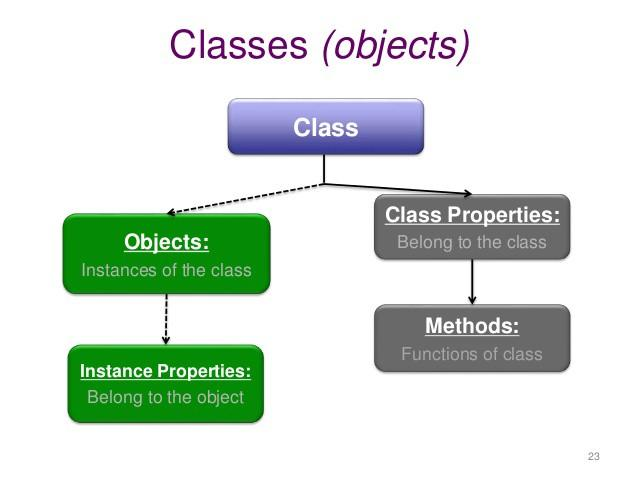 Classes (objects)
Class
Class Properties:
Belong to the class
Objects:
Instances of the class
Methods:
Functions of class
Instance Properties:
Belong to the object
23